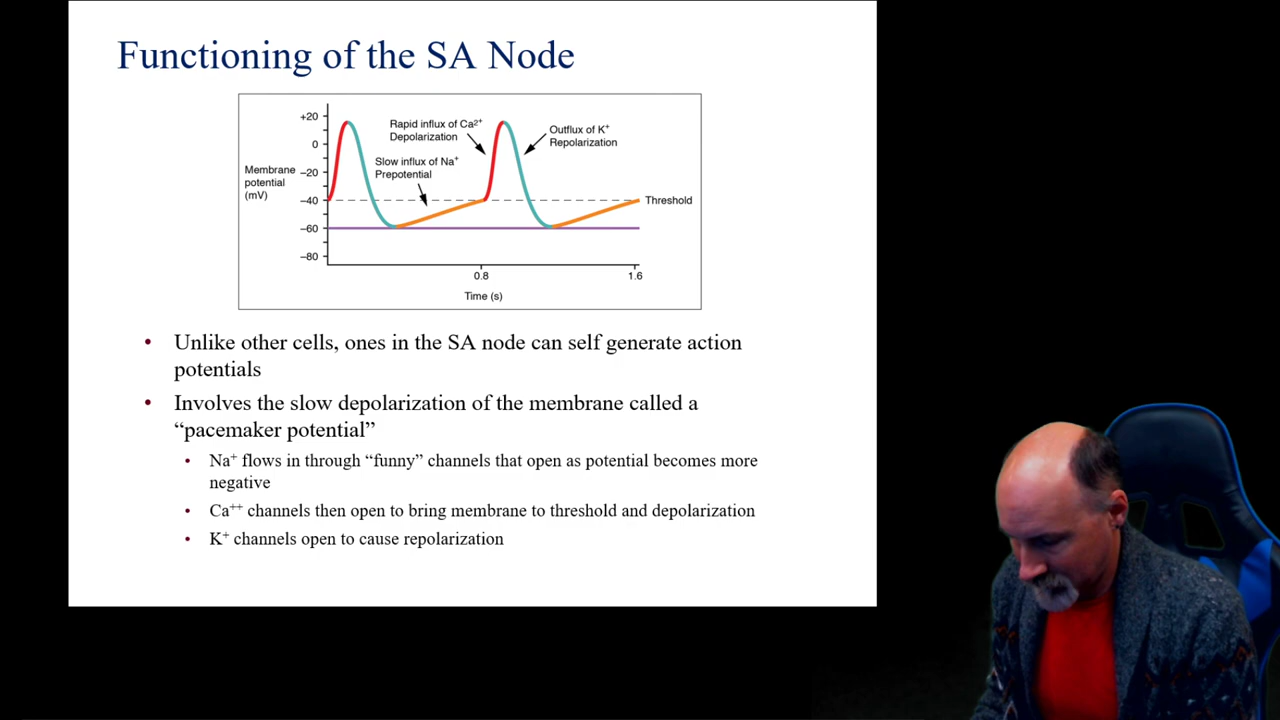 Functioning of the SA Node
+20
0
−20
−40
−60
−80
Membrane
potential
(mV)
Rapid influx of Ca²⁺
Depolarization
Slow influx of Na⁺
Prepotential
Outflux of K⁺
Repolarization
Threshold
0.8
1.6
Time (s)
• Unlike other cells, ones in the SA node can self generate action
potentials
• Involves the slow depolarization of the membrane called a
“pacemaker potential”
• Na⁺ flows in through “funny” channels that open as potential becomes more
negative
• Ca⁺⁺ channels then open to bring membrane to threshold and depolarization
• K⁺ channels open to cause repolarization